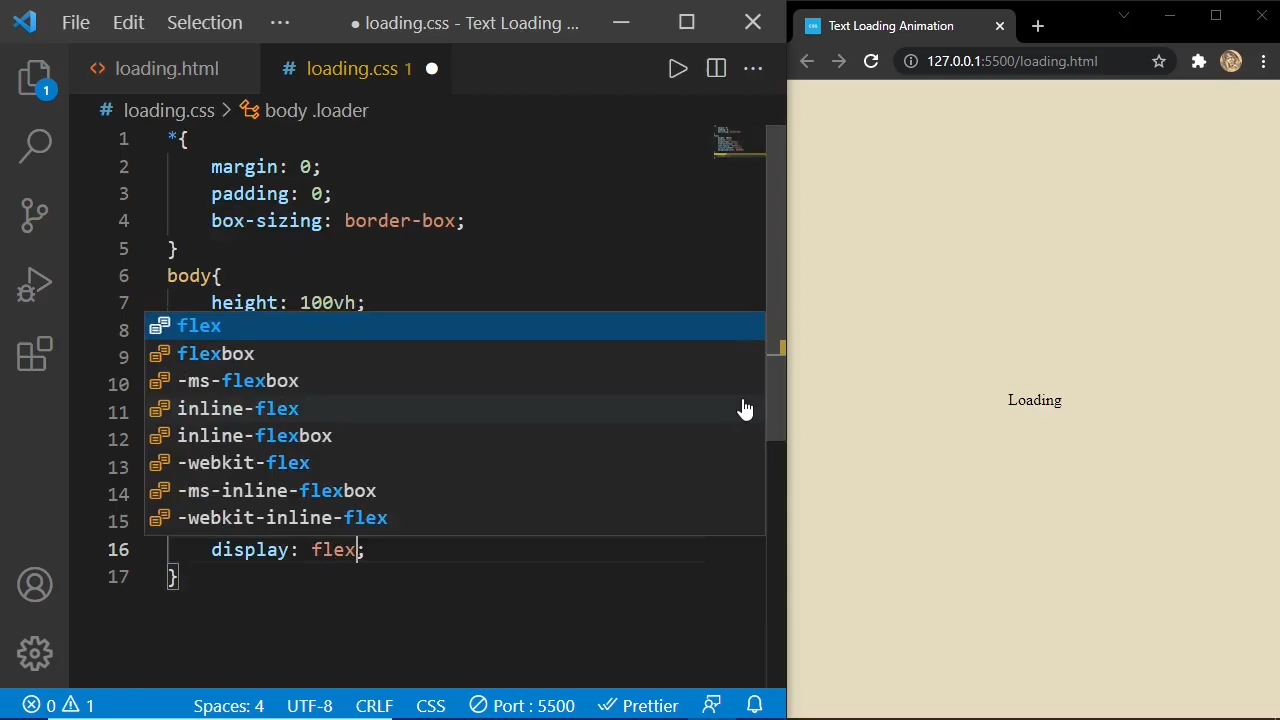 File Edit Selection ··· ● loading.css - Text Loading ...
loading.html # loading.css 1 ●
# loading.css > body .loader
1 *{
2 margin: 0;
3 padding: 0;
4 box-sizing: border-box;
5 }
6 body{
7 height: 100vh;
8 flex
9 flexbox
10 -ms-flexbox
11 inline-flex
12 inline-flexbox
13 -webkit-flex
14 -ms-inline-flexbox
15 -webkit-inline-flex
16 display: flex;
17 }
1
0 1 Spaces: 4 UTF-8 CRLF CSS Port : 5500 Prettier
Text Loading Animation
127.0.0.1:5500/loading.html
Loading